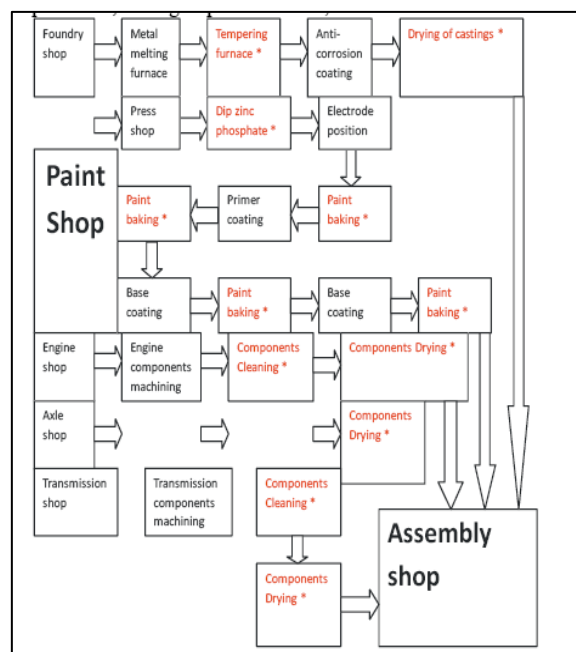 Foundry
shop
Metal
melting
furnace
Tempering
furnace *
Anti-
corrosion
coating
Drying of castings *
Press
shop
Dip zinc
phosphate *
Electrode
position
Paint
Shop
Paint
baking *
Primer
coating
Paint
baking *
Base
coating
Paint
baking *
Base
coating
Paint
baking *
Engine
shop
Engine
components
machining
Components
Cleaning *
Components Drying *
Axle
shop
Components
Drying *
Transmission
shop
Transmission
components
machining
Components
Cleaning *
Assembly
shop
Components
Drying *